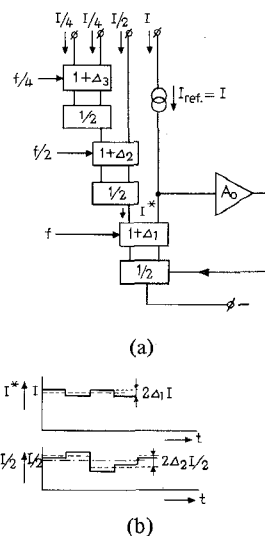 I/4 I/4 I/2 I
f/4
1+Δ₃
I_ref. = I
1/2
f/2
1+Δ₂
A₀
1/2
I*
f
1+Δ₁
1/2
−
(a)
I* I 2Δ₁I
t
I/2 I/2 2Δ₂I/2
t
(b)